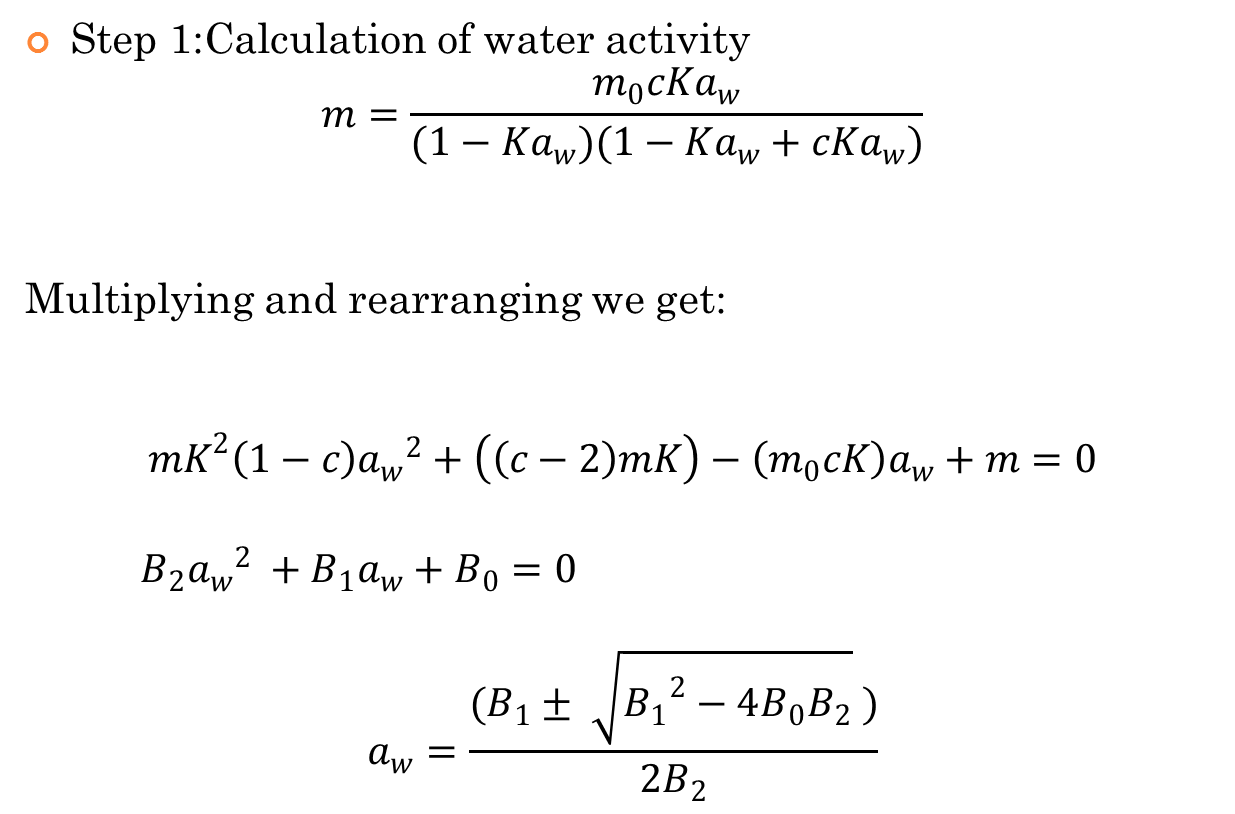 Step 1:Calculation of water activity
m = m₀cKa_w / (1 − Ka_w)(1 − Ka_w + cKa_w)
Multiplying and rearranging we get:
mK²(1 − c)a_w² + ((c − 2)mK) − (m₀cK)a_w + m = 0
B₂a_w² + B₁a_w + B₀ = 0
a_w = (B₁ ± √(B₁² − 4B₀B₂) ) / 2B₂